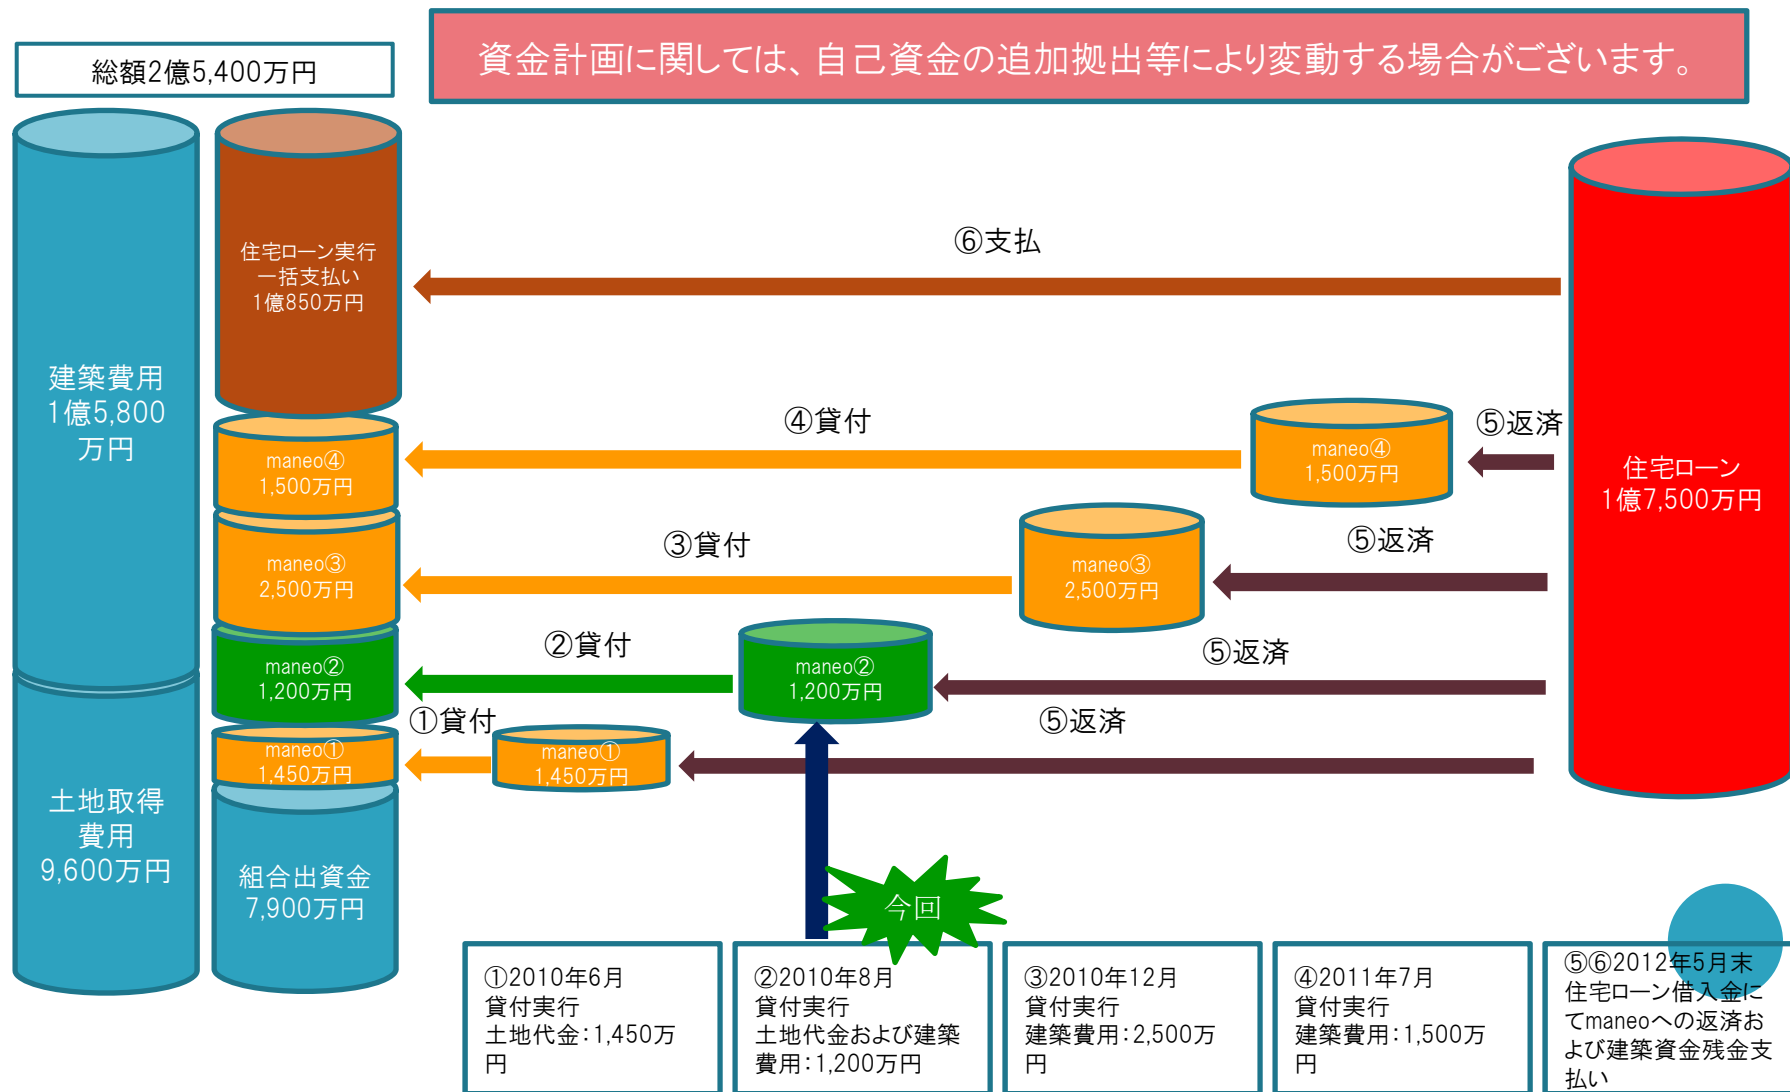 資金計画に関しては、自己資金の追加拠出等により変動する場合がございます。
総額2億5,400万円
住宅ローン実行
一括支払い
1億850万円
⑥支払
建築費用
1億5,800
万円
④貸付
maneo④
1,500万円
maneo④
1,500万円
⑤返済
住宅ローン
1億7,500万円
③貸付
maneo③
2,500万円
maneo③
2,500万円
⑤返済
②貸付
maneo②
1,200万円
maneo②
1,200万円
⑤返済
①貸付
maneo①
1,450万円
maneo①
1,450万円
⑤返済
土地取得
費用
9,600万円
組合出資金
7,900万円
今回
①2010年6月
貸付実行
土地代金：1,450万
円
②2010年8月
貸付実行
土地代金および建築
費用：1,200万円
③2010年12月
貸付実行
建築費用：2,500万
円
④2011年7月
貸付実行
建築費用：1,500万
円
⑤⑥2012年5月末
住宅ローン借入金に
てmaneoへの返済お
よび建築資金残金支
払い